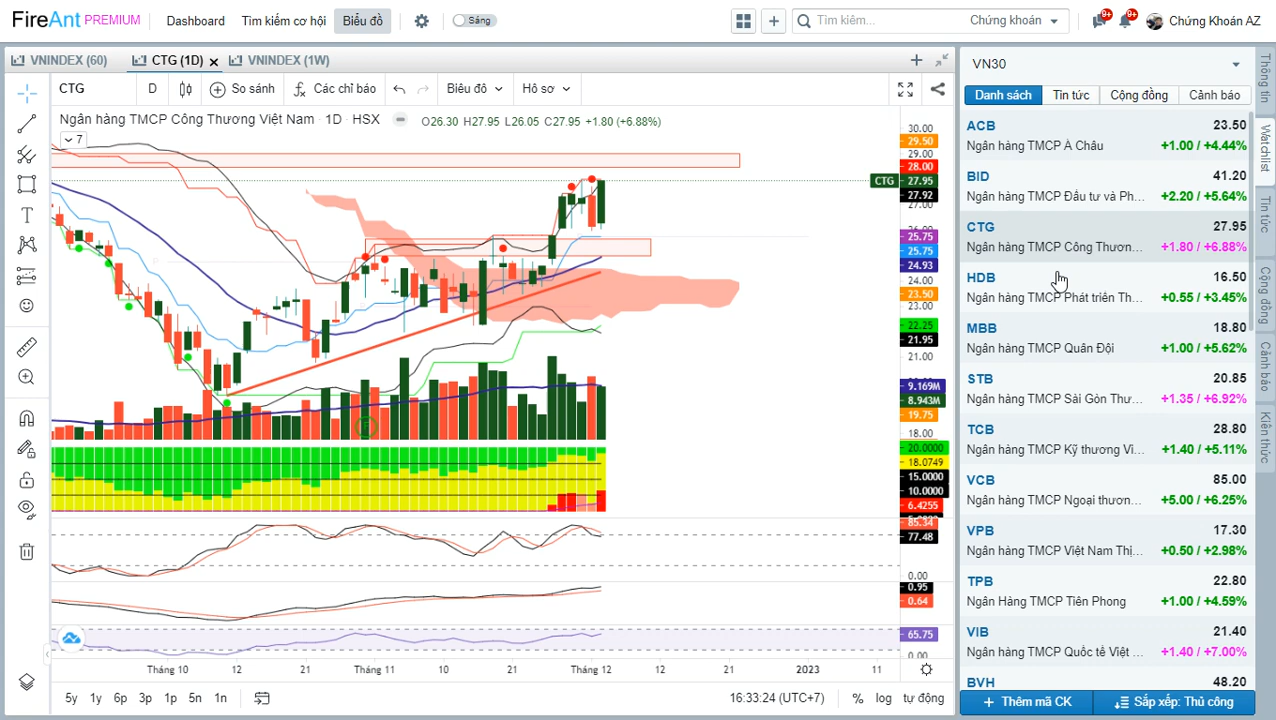 FireAnt PREMIUM Dashboard Tìm kiếm cơ hội Biểu đồ Sáng Tìm kiếm... Chứng khoán 9+ 9+ Chứng Khoán AZ
VNINDEX (60) CTG (1D) × VNINDEX (1W)
CTG D So sánh Các chỉ báo Biểu đồ Hồ sơ
Ngân hàng TMCP Công Thương Việt Nam · 1D · HSX O26.30 H27.95 L26.05 C27.95 +1.80 (+6.88%)
7
30.00
29.50
29.00
28.00
CTG 27.95
27.92
27.00
25.75
25.75
24.93
24.00
23.50
23.00
22.25
21.95
21.00
9.169M
8.943M
19.75
18.00
20.0000
18.0749
15.0000
10.0000
6.4255
85.34
77.48
0.00
0.95
0.64
65.75
0.00
Tháng 10 12 21 Tháng 11 10 21 Tháng 12 12 21 2023 11
5y 1y 6p 3p 1p 5n 1n 16:33:24 (UTC+7) % log tự động
VN30
Danh sách Tin tức Cộng đồng Cảnh báo
ACB 23.50
Ngân hàng TMCP Á Châu +1.00 / +4.44%
BID 41.20
Ngân hàng TMCP Đầu tư và Ph... +2.20 / +5.64%
CTG 27.95
Ngân hàng TMCP Công Thươn... +1.80 / +6.88%
HDB 16.50
Ngân hàng TMCP Phát triển Th... +0.55 / +3.45%
MBB 18.80
Ngân hàng TMCP Quân Đội +1.00 / +5.62%
STB 20.85
Ngân hàng TMCP Sài Gòn Thư... +1.35 / +6.92%
TCB 28.80
Ngân hàng TMCP Kỹ thương Vi... +1.40 / +5.11%
VCB 85.00
Ngân hàng TMCP Ngoại thươn... +5.00 / +6.25%
VPB 17.30
Ngân hàng TMCP Việt Nam Thị... +0.50 / +2.98%
TPB 22.80
Ngân Hàng TMCP Tiên Phong +1.00 / +4.59%
VIB 21.40
Ngân hàng TMCP Quốc tế Việt ... +1.40 / +7.00%
BVH 48.20
Thêm mã CK Sắp xếp: Thủ công
Thông tin
Watchlist
Tin tức
Cộng đồng
Cảnh báo
Kiến thức